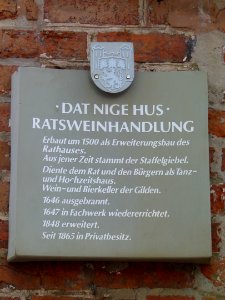 · DAT NIGE HUS ·
RATSWEINHANDLUNG
Erbaut um 1500 als Erweiterungsbau des
Rathauses.
Aus jener Zeit stammt der Staffelgiebel.
Diente dem Rat und den Bürgern als Tanz-
und Hochzeitshaus.
Wein- und Bierkeller der Gilden.
1646 ausgebrannt.
1647 in Fachwerk wiedererrichtet.
1848 erweitert.
Seit 1865 in Privatbesitz.